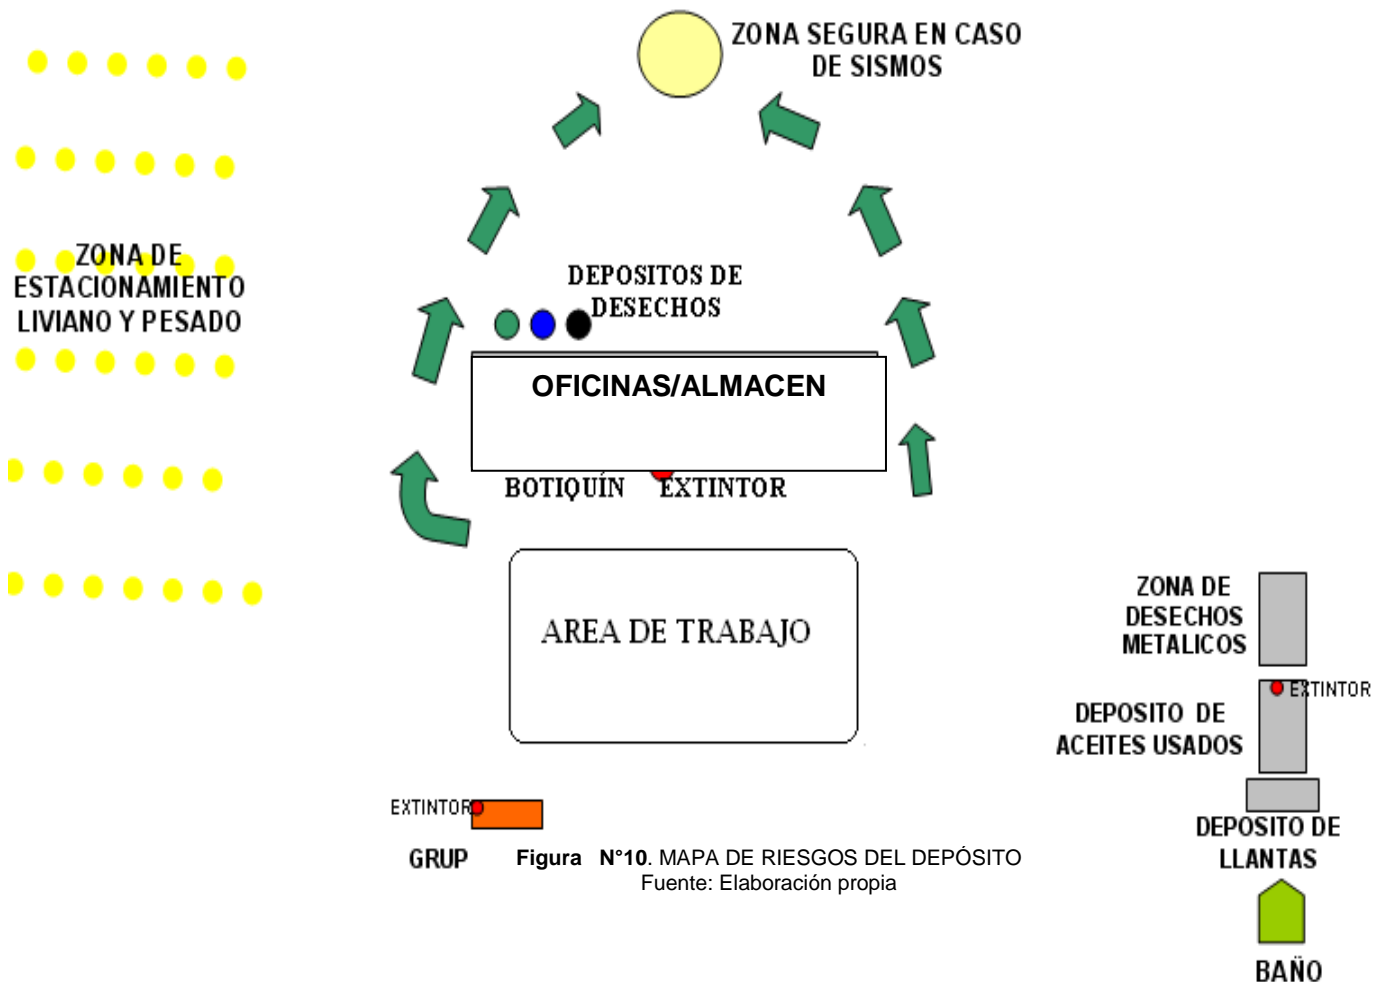 ZONA SEGURA EN CASO
DE SISMOS
ZONA DE
ESTACIONAMIENTO
LIVIANO Y PESADO
DEPOSITOS DE
DESECHOS
OFICINAS/ALMACEN
BOTIQUÍN EXTINTOR
AREA DE TRABAJO
ZONA DE
DESECHOS
METALICOS
EXTINTOR
DEPOSITO DE
ACEITES USADOS
EXTINTOR
GRUP
DEPOSITO DE
LLANTAS
Figura N°10. MAPA DE RIESGOS DEL DEPÓSITO
Fuente: Elaboración propia
BAÑO